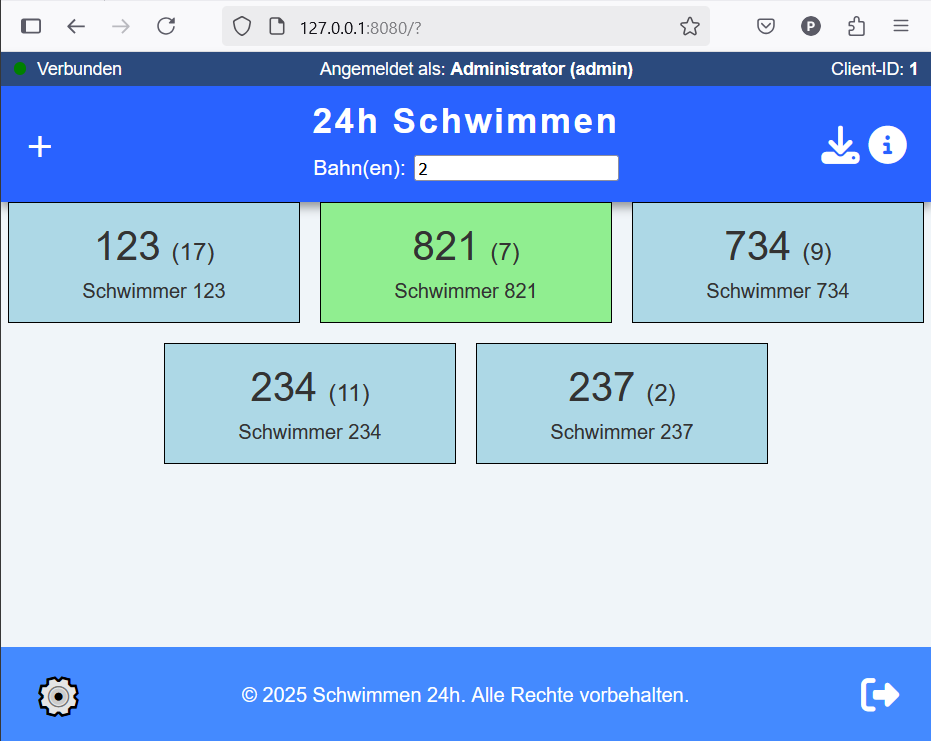 127.0.0.1:8080/?
P
Verbunden Angemeldet als: Administrator (admin) Client-ID: 1
+ 24h Schwimmen
Bahn(en): 2
123 (17) 821 (7) 734 (9)
Schwimmer 123 Schwimmer 821 Schwimmer 734
234 (11) 237 (2)
Schwimmer 234 Schwimmer 237
© 2025 Schwimmen 24h. Alle Rechte vorbehalten.